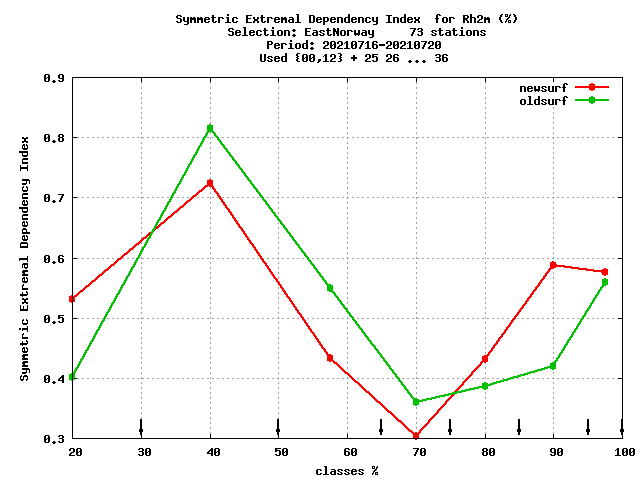 Symmetric Extremal Dependency Index  for Rh2m (%)
Selection: EastNorway     73 stations
Period: 20210716-20210720
Used {00,12} + 25 26 ... 36
newsurf
oldsurf
Symmetric Extremal Dependency Index
0.9
0.8
0.7
0.6
0.5
0.4
0.3
20 30 40 50 60 70 80 90 100
classes %